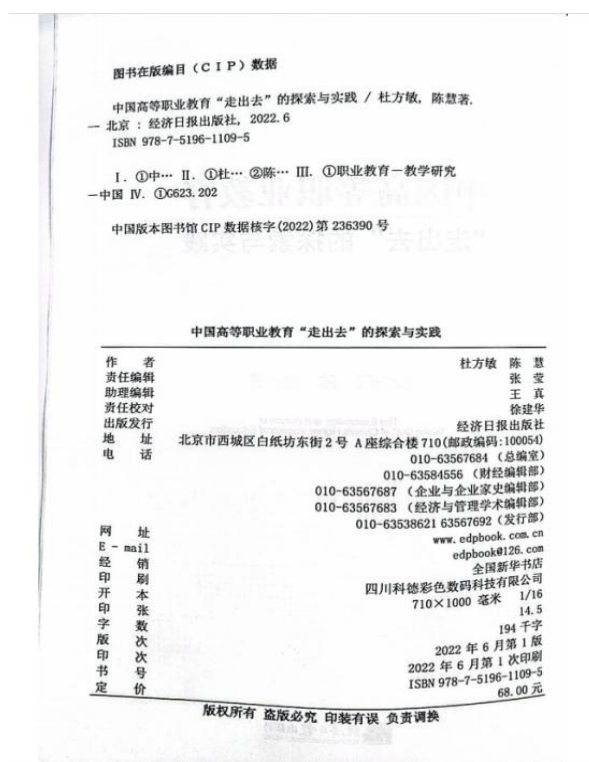 图书在版编目（CIP）数据
中国高等职业教育“走出去”的探索与实践 / 杜方敏, 陈慧著.
— 北京 : 经济日报出版社, 2022.6
ISBN 978-7-5196-1109-5
Ⅰ. ①中… Ⅱ. ①杜… ②陈… Ⅲ. ①职业教育－教学研究
－中国 Ⅳ. ①G623.202
中国版本图书馆 CIP 数据核字(2022)第 236390 号
中国高等职业教育“走出去”的探索与实践
作者 杜方敏 陈慧
责任编辑 张莹
助理编辑 王真
责任校对 徐建华
出版发行 经济日报出版社
地址 北京市西城区白纸坊东街2号 A座综合楼710(邮政编码:100054)
电话 010-63567684（总编室）
010-63584556（财经编辑部）
010-63567687（企业与企业家史编辑部）
010-63567683（经济与管理学术编辑部）
010-63538621 63567692（发行部）
网址 www.edpbook.com.cn
E-mail edpbook@126.com
经销 全国新华书店
印刷 四川科德彩色数码科技有限公司
开本 710×1000 毫米 1/16
印张 14.5
字数 194 千字
版次 2022 年 6 月第 1 版
印次 2022 年 6 月第 1 次印刷
书号 ISBN 978-7-5196-1109-5
定价 68.00 元
版权所有 盗版必究 印装有误 负责调换